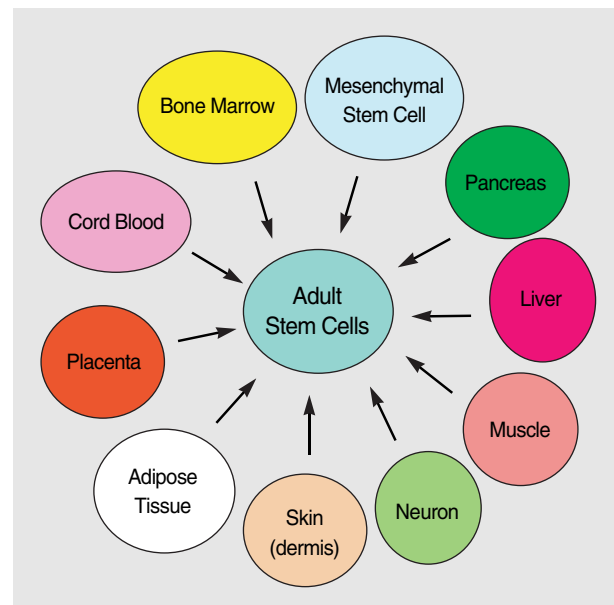 Mesenchymal
Stem Cell
Bone Marrow
Pancreas
Cord Blood
Adult
Stem Cells
Liver
Placenta
Muscle
Adipose
Tissue
Neuron
Skin
(dermis)